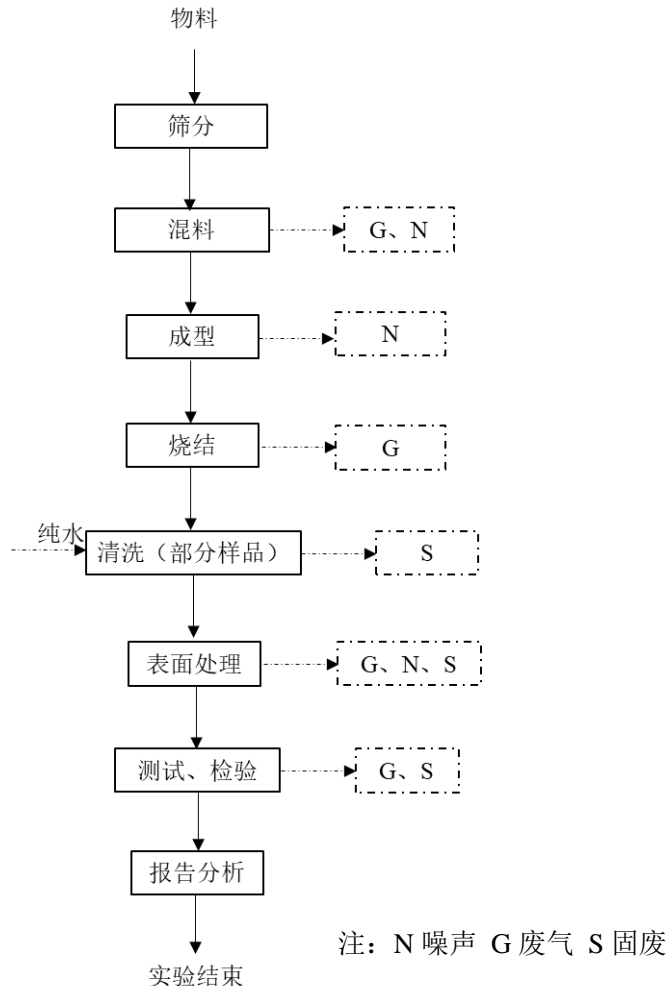 物料
筛分
混料
G、N
成型
N
烧结
G
纯水
清洗（部分样品）
S
表面处理
G、N、S
测试、检验
G、S
报告分析
注：N 噪声 G 废气 S 固废
实验结束